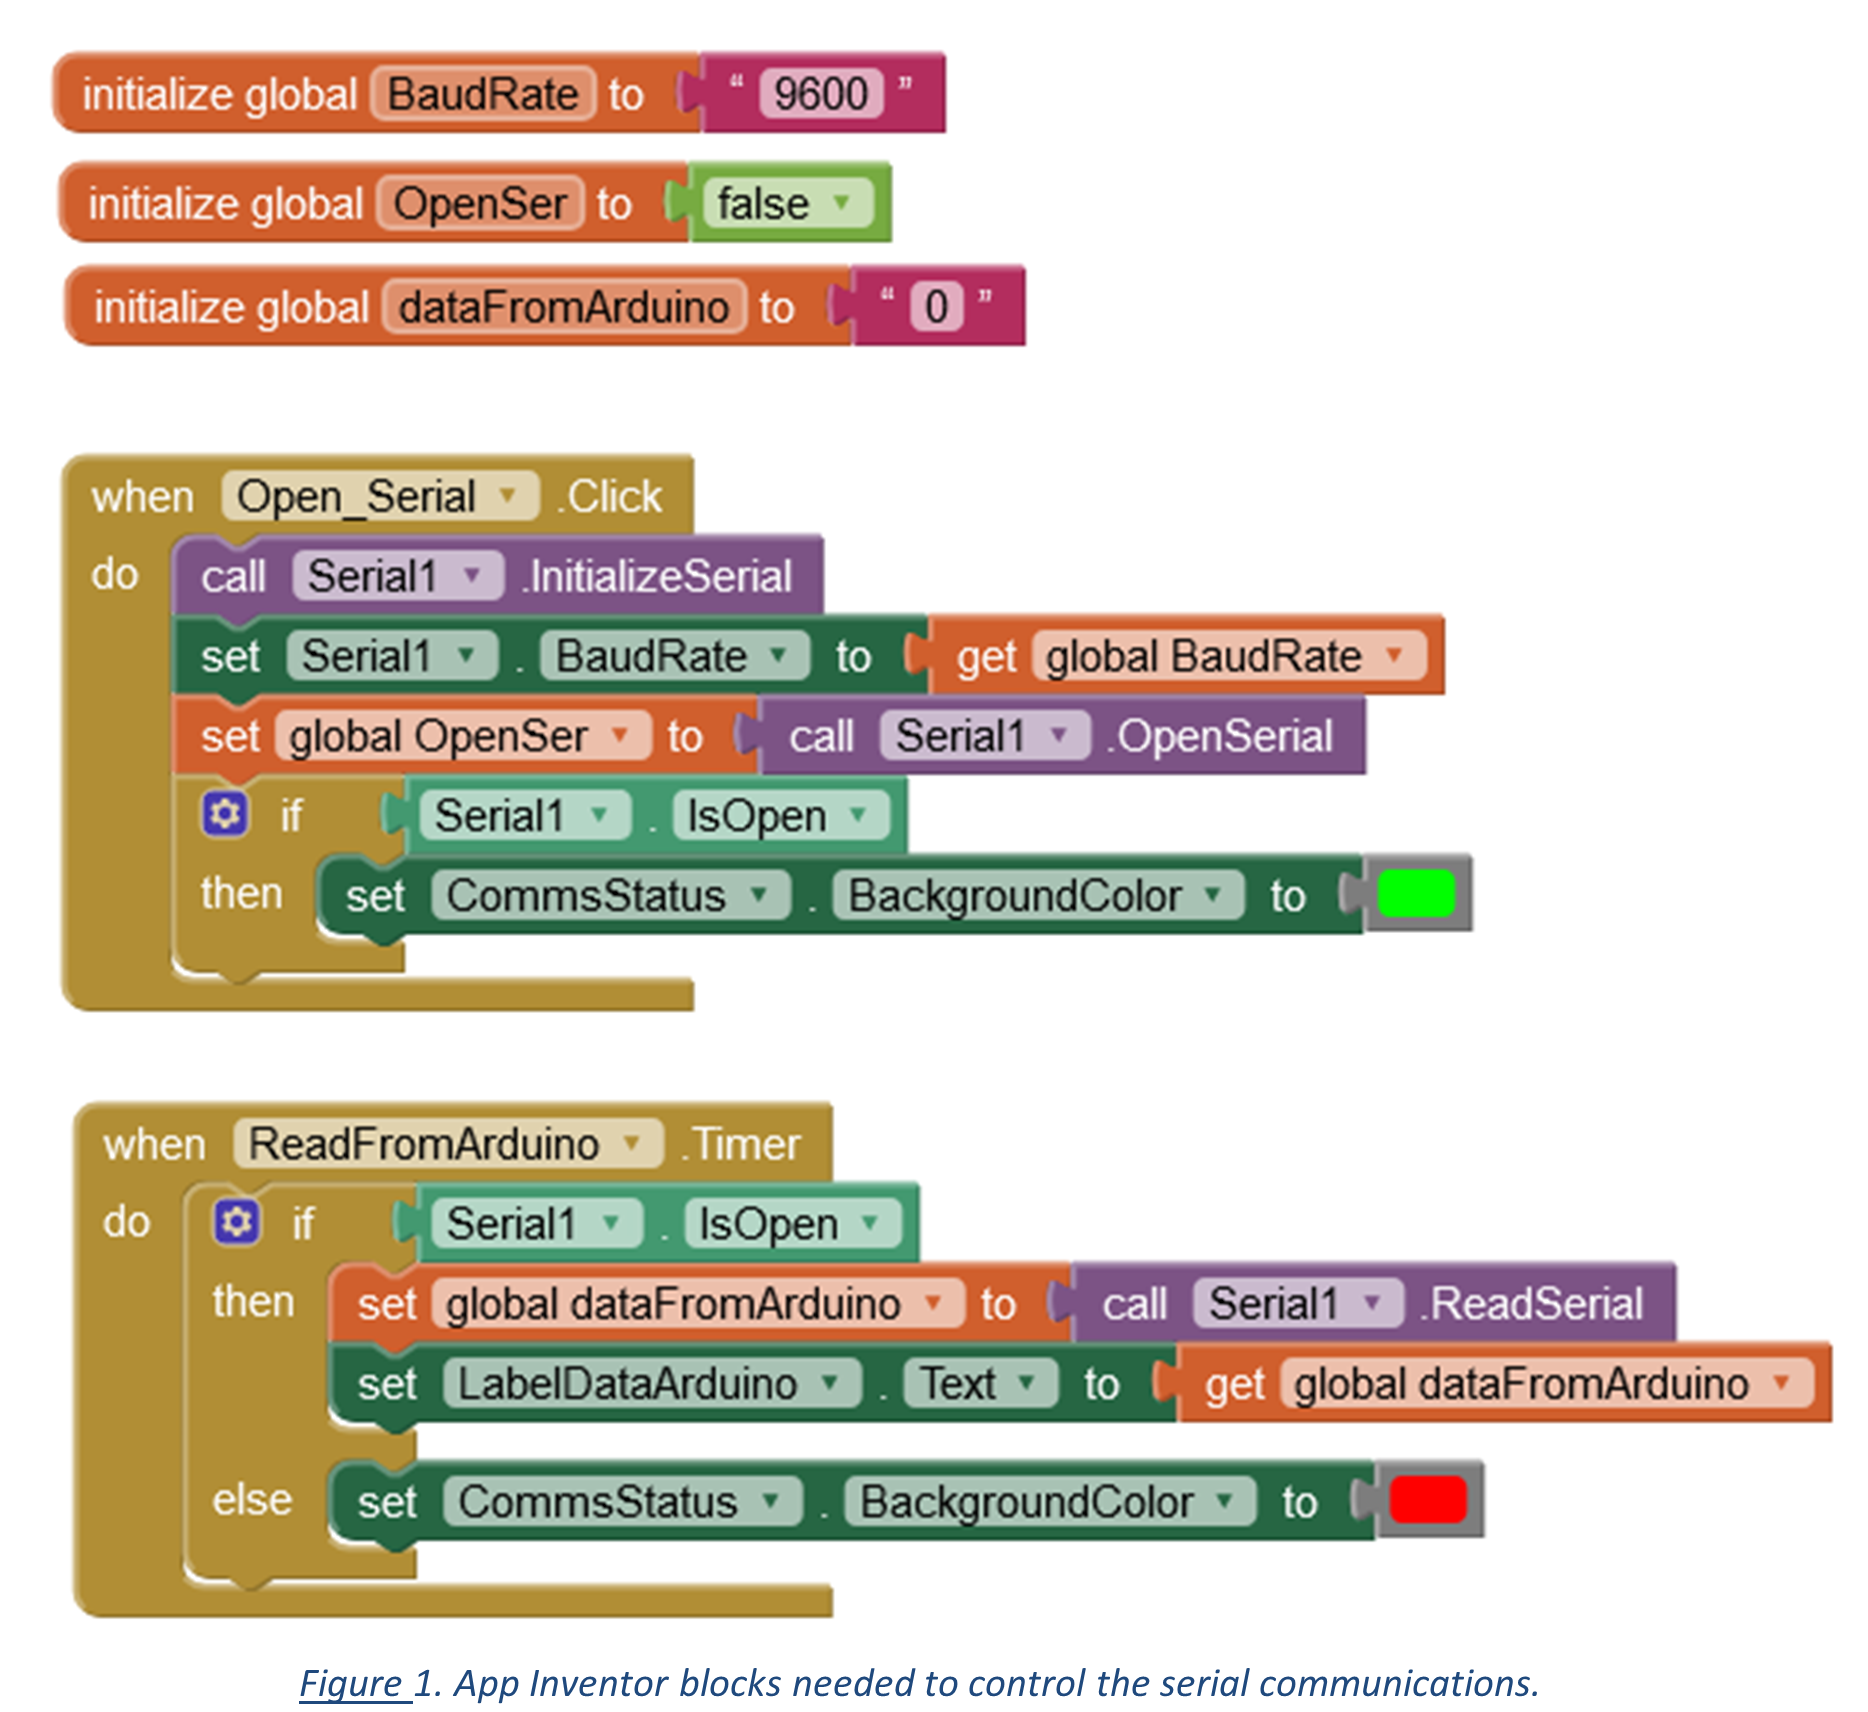 initialize global BaudRate to “ 9600 ”
initialize global OpenSer to false
initialize global dataFromArduino to “ 0 ”
when Open_Serial .Click
do call Serial1 .InitializeSerial
set Serial1 . BaudRate to get global BaudRate
set global OpenSer to call Serial1 .OpenSerial
if Serial1 . IsOpen
then set CommsStatus . BackgroundColor to
when ReadFromArduino .Timer
do if Serial1 . IsOpen
then set global dataFromArduino to call Serial1 .ReadSerial
set LabelDataArduino . Text to get global dataFromArduino
else set CommsStatus . BackgroundColor to
Figure 1. App Inventor blocks needed to control the serial communications.